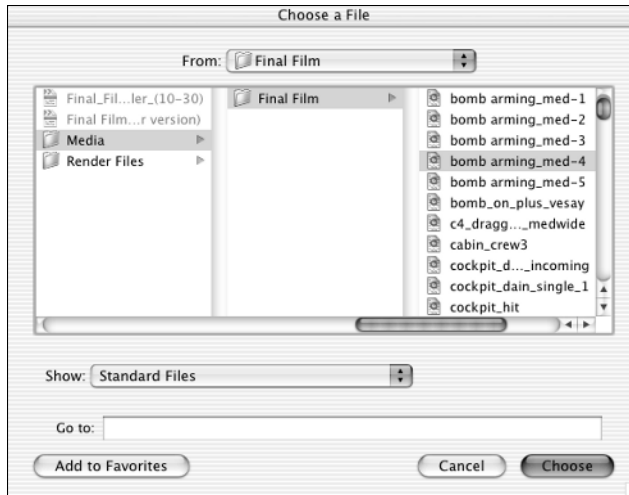 Choose a File
From: Final Film
Final_Fil...ler_(10-30)
Final Film...r version)
Media
Render Files
Final Film
bomb arming_med-1
bomb arming_med-2
bomb arming_med-3
bomb arming_med-4
bomb arming_med-5
bomb_on_plus_vesay
c4_dragg..._medwide
cabin_crew3
cockpit_d..._incoming
cockpit_dain_single_1
cockpit_hit
Show: Standard Files
Go to:
Add to Favorites
Cancel
Choose